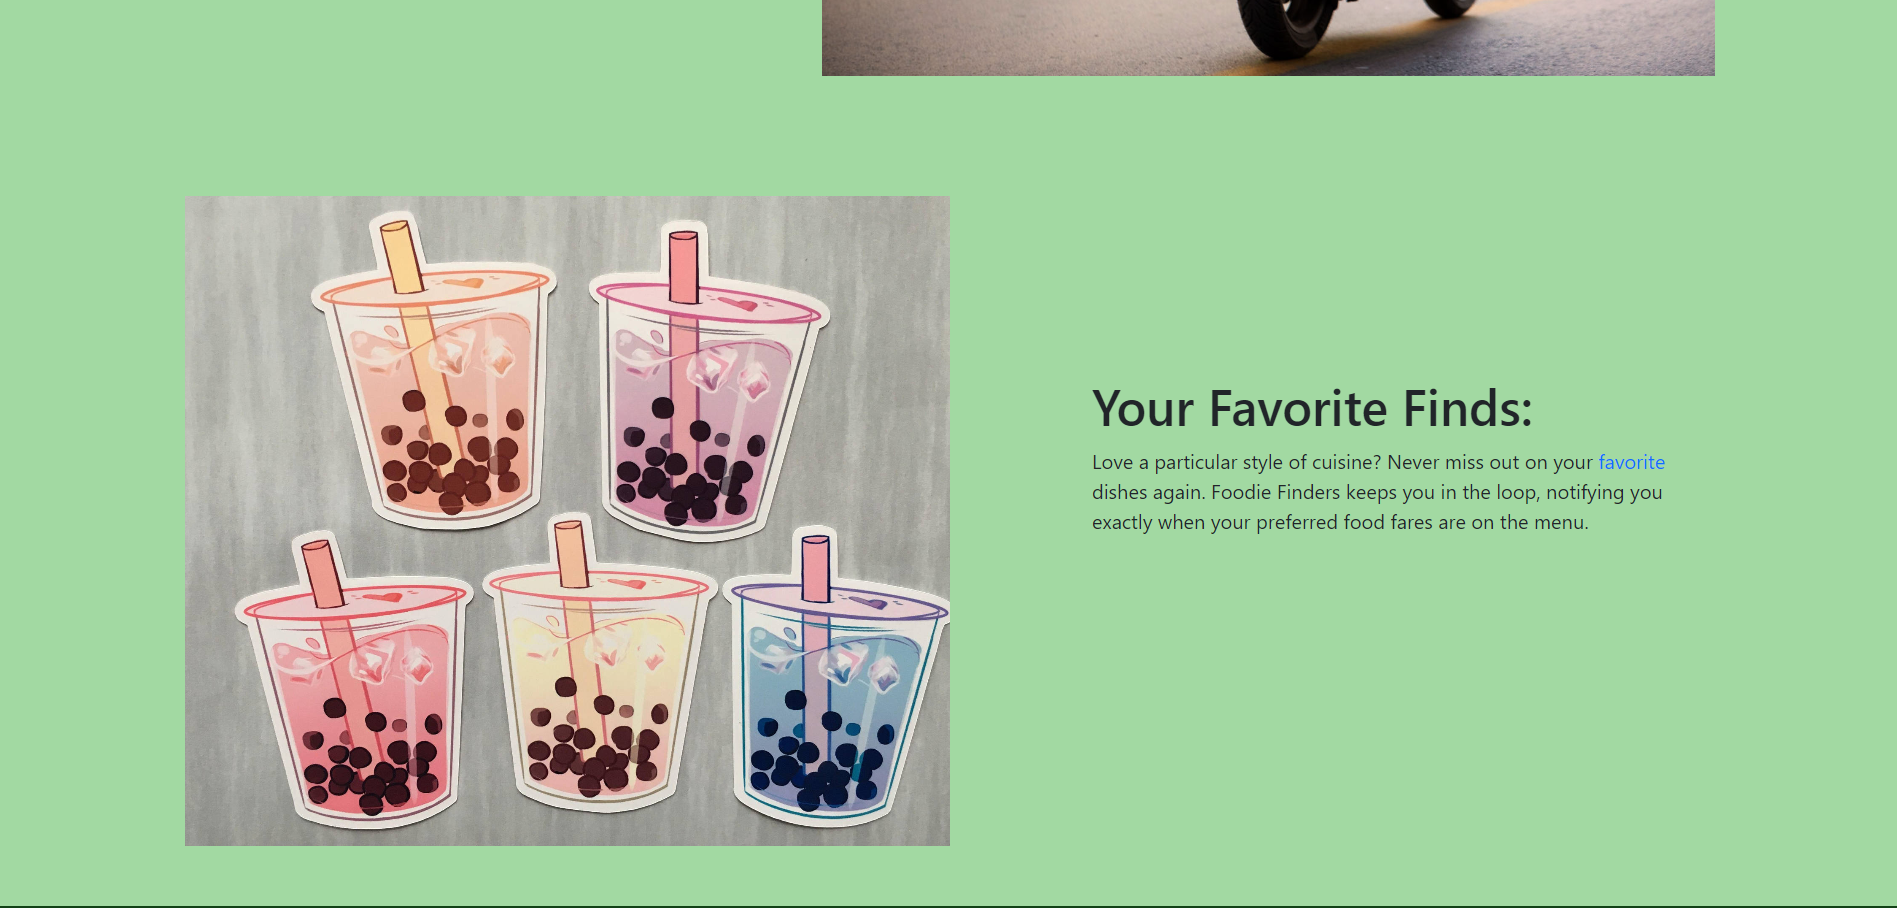 Your Favorite Finds:
Love a particular style of cuisine? Never miss out on your favorite
dishes again. Foodie Finders keeps you in the loop, notifying you
exactly when your preferred food fares are on the menu.